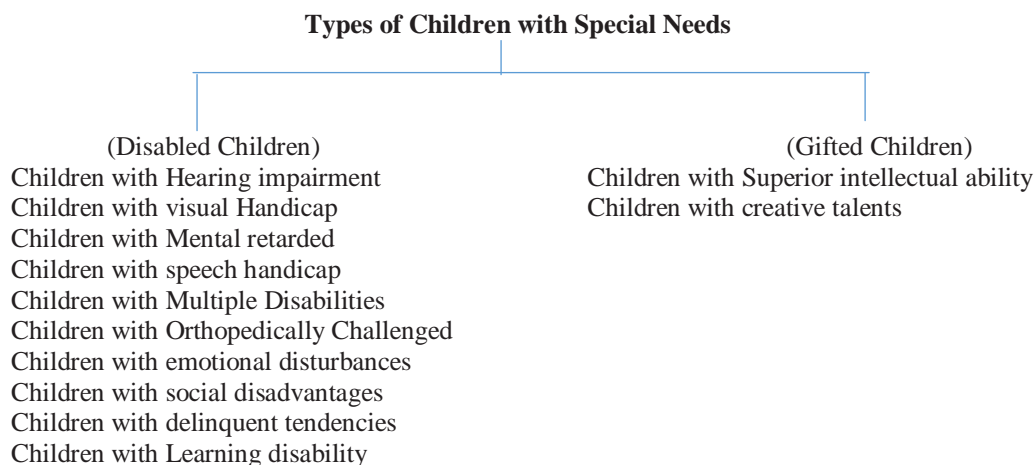 Types of Children with Special Needs
(Disabled Children)
Children with Hearing impairment
Children with visual Handicap
Children with Mental retarded
Children with speech handicap
Children with Multiple Disabilities
Children with Orthopedically Challenged
Children with emotional disturbances
Children with social disadvantages
Children with delinquent tendencies
Children with Learning disability
(Gifted Children)
Children with Superior intellectual ability
Children with creative talents